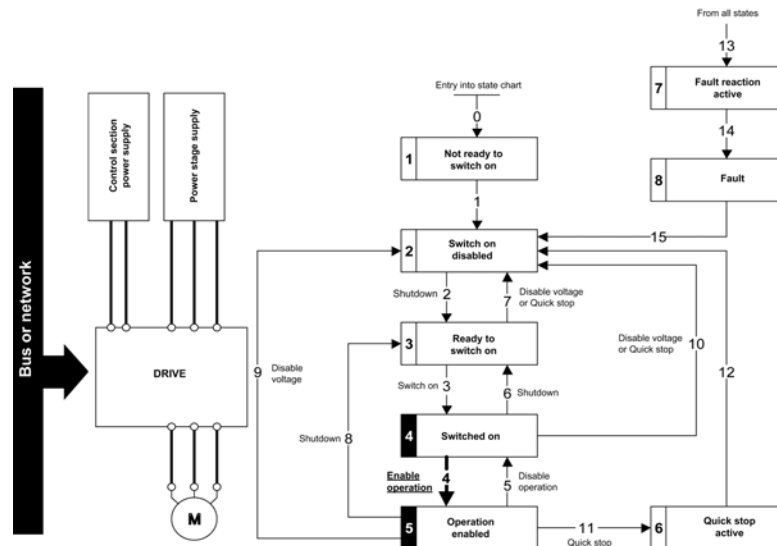 From all states
13
7
Fault reaction
active
14
8
Fault
15
Entry into state chart
0
1
Not ready to
switch on
1
2
Switch on
disabled
Shutdown 2
7 Disable voltage
or Quick stop
3
Ready to
switch on
Switch on 3
6 Shutdown
4
Switched on
Enable
operation
4
5 Disable
operation
5
Operation
enabled
11
Quick stop
6
Quick stop
active
Disable voltage
or Quick stop
10
12
9 Disable
voltage
Shutdown 8
Bus or network
Control section
power supply
Power stage supply
DRIVE
M